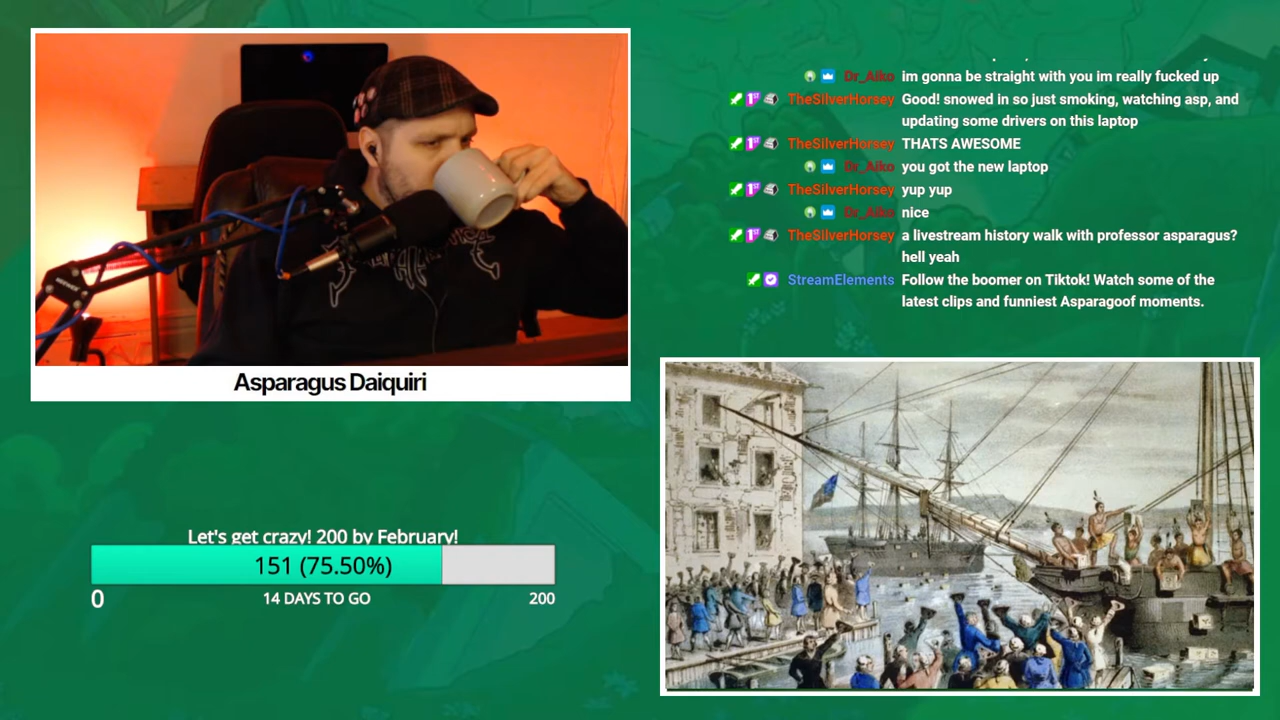 Dr_Aiko im gonna be straight with you im really fucked up
TheSilverHorsey Good! snowed in so just smoking, watching asp, and
updating some drivers on this laptop
TheSilverHorsey THATS AWESOME
Dr_Aiko you got the new laptop
TheSilverHorsey yup yup
Dr_Aiko nice
TheSilverHorsey a livestream history walk with professor asparagus?
hell yeah
StreamElements Follow the boomer on Tiktok! Watch some of the
latest clips and funniest Asparagoof moments.
Asparagus Daiquiri
Let's get crazy! 200 by February!
151 (75.50%)
0 14 DAYS TO GO 200